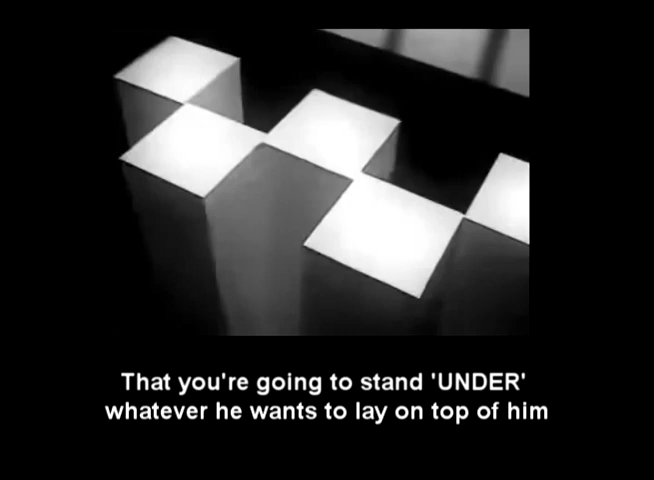 That you're going to stand 'UNDER'
whatever he wants to lay on top of him